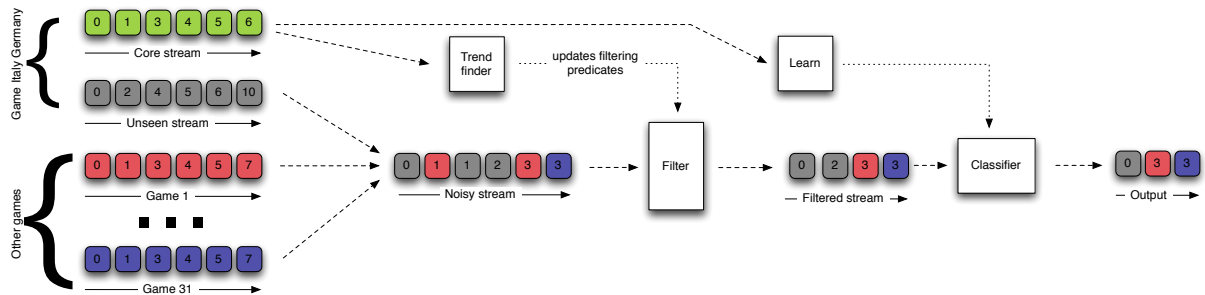 Game Italy Germany
0 1 3 4 5 6
Core stream
0 2 4 5 6 10
Unseen stream
Other games
0 1 3 4 5 7
Game 1
0 1 3 4 5 7
Game 31
Trend
finder
updates filtering
predicates
Learn
0 1 1 2 3 3
Noisy stream
Filter
0 2 3 3
Filtered stream
Classifier
0 3 3
Output